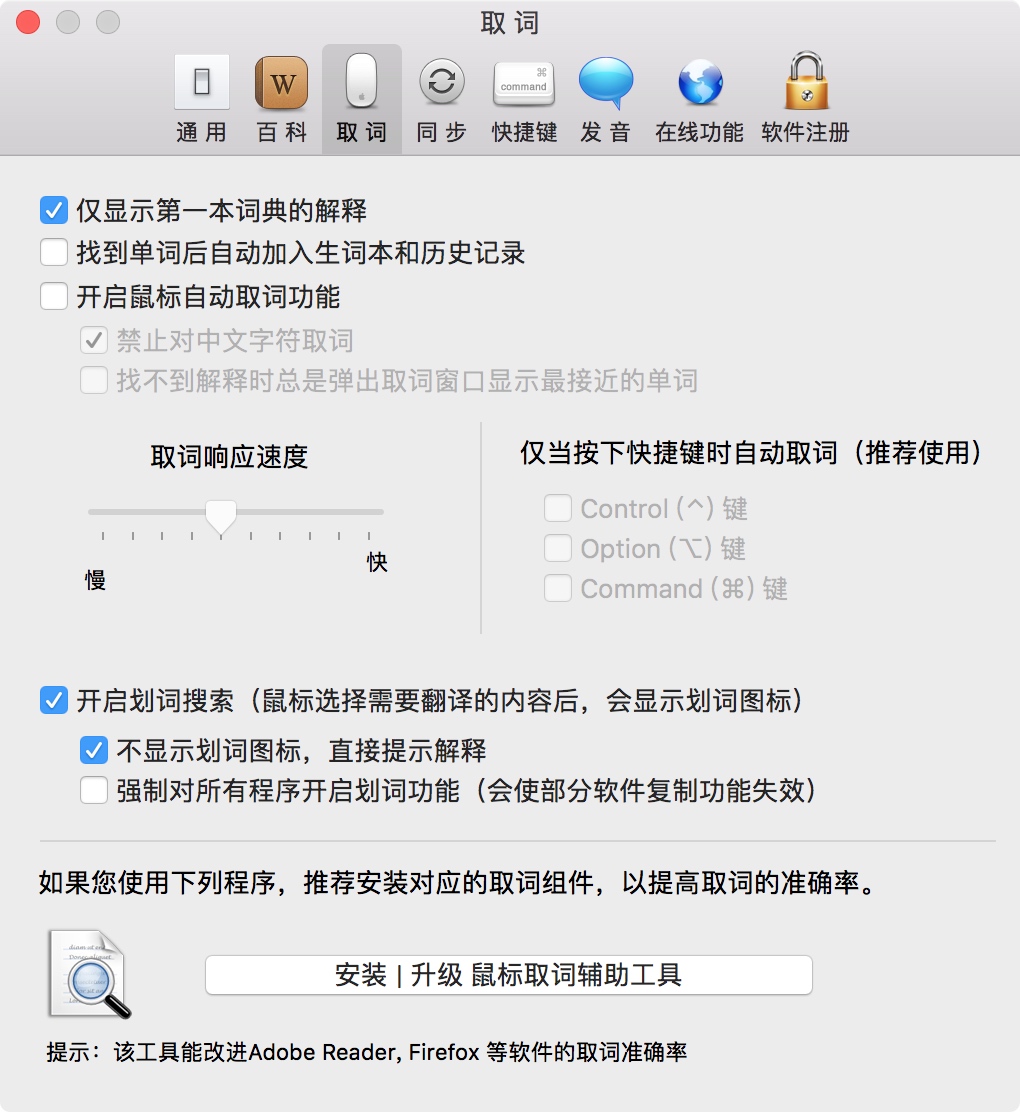 取 词
W
⌘
command
通 用 百 科 取 词 同 步 快捷键 发 音 在线功能 软件注册
仅显示第一本词典的解释
找到单词后自动加入生词本和历史记录
开启鼠标自动取词功能
禁止对中文字符取词
找不到解释时总是弹出取词窗口显示最接近的单词
取词响应速度
慢
快
仅当按下快捷键时自动取词（推荐使用）
Control (^) 键
Option (⌥) 键
Command (⌘) 键
开启划词搜索（鼠标选择需要翻译的内容后，会显示划词图标）
不显示划词图标，直接提示解释
强制对所有程序开启划词功能（会使部分软件复制功能失效）
如果您使用下列程序，推荐安装对应的取词组件，以提高取词的准确率。
安装 | 升级 鼠标取词辅助工具
提示：该工具能改进Adobe Reader, Firefox 等软件的取词准确率